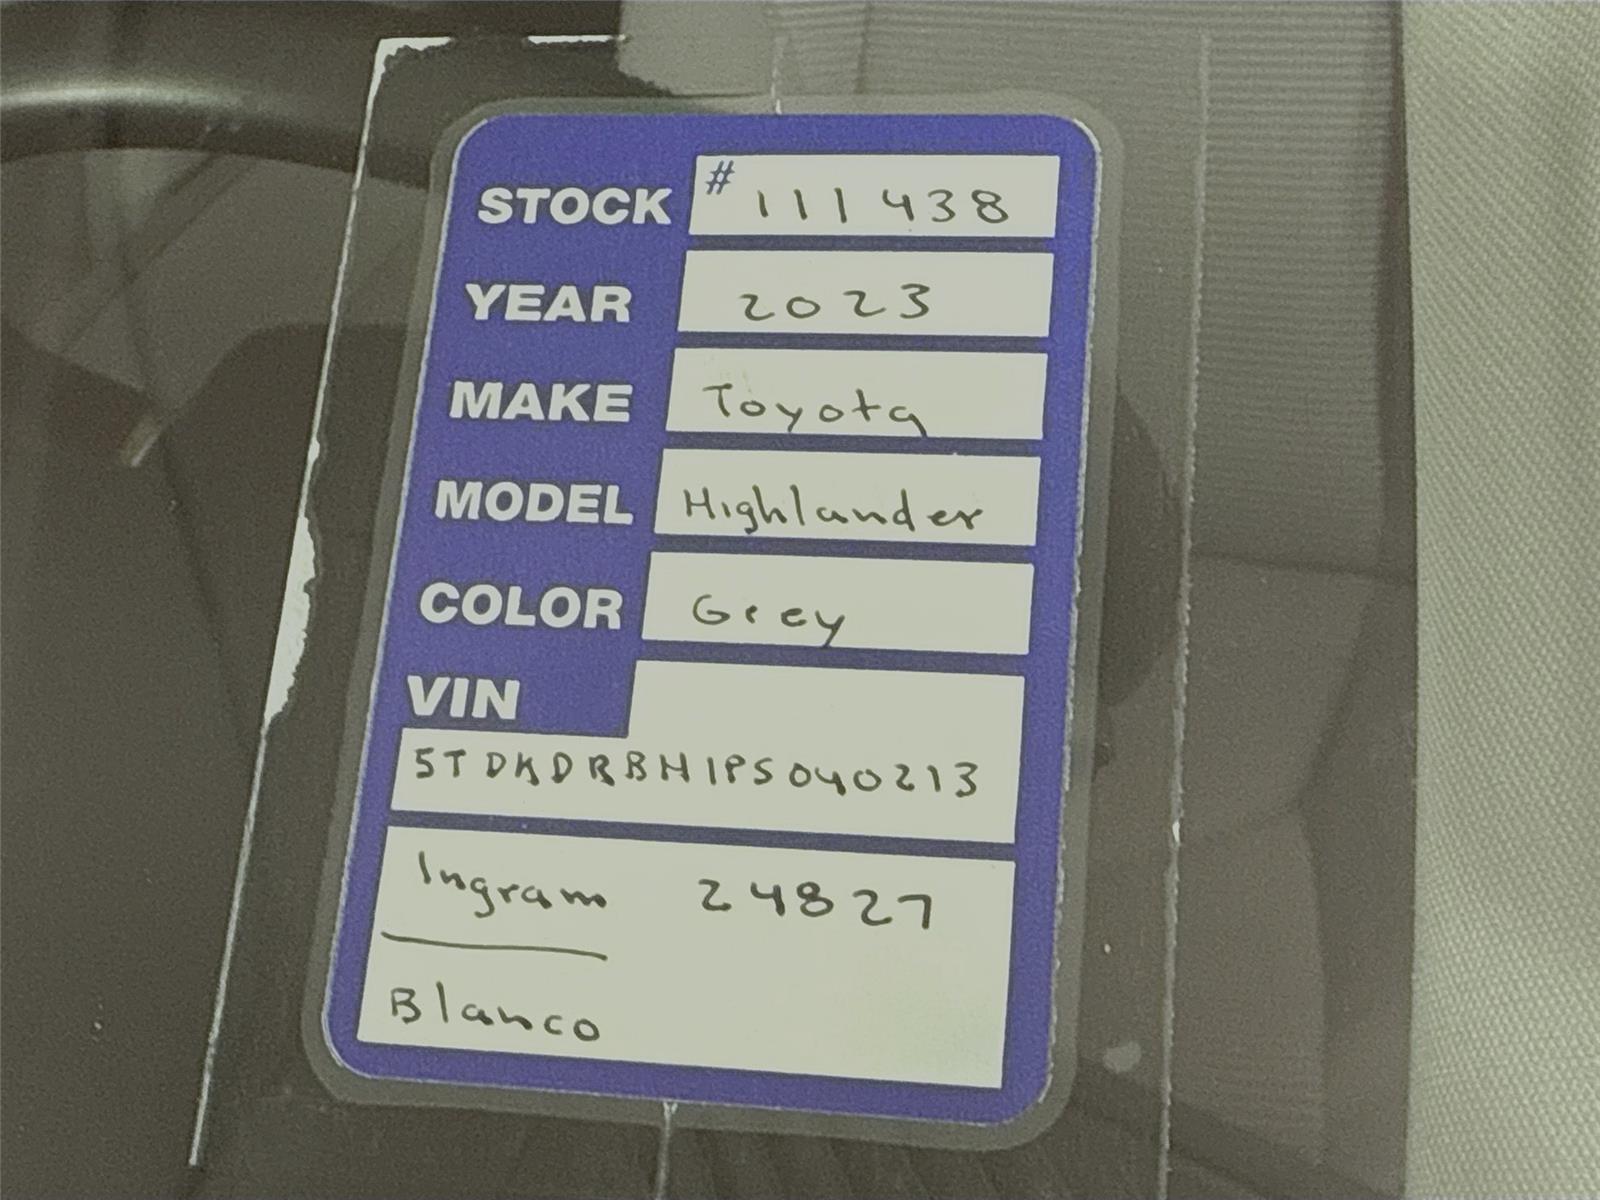 STOCK # 111438
YEAR 2023
MAKE Toyota
MODEL Highlander
COLOR Grey
VIN
5TDKDRBH1PS040213
Ingram 24827
Blanco